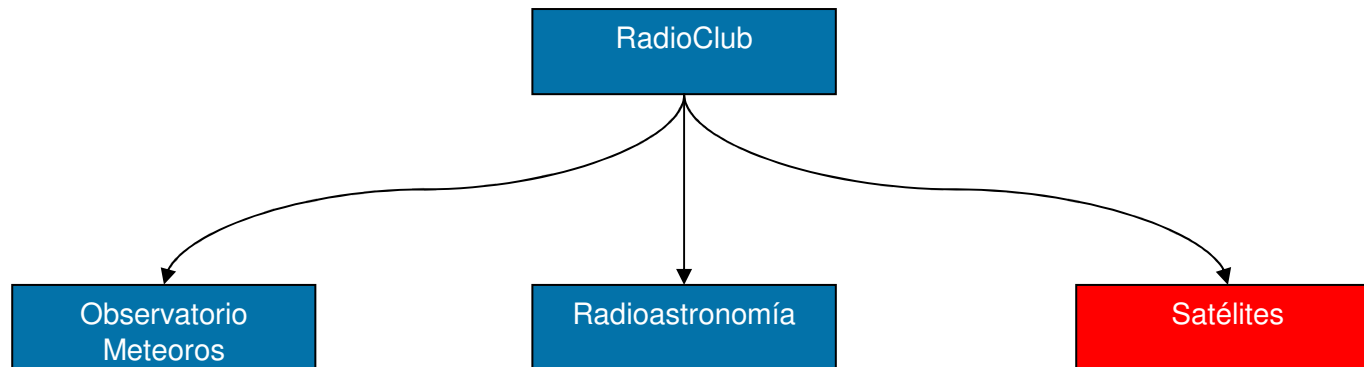 RadioClub
Observatorio
Meteoros
Radioastronomía
Satélites